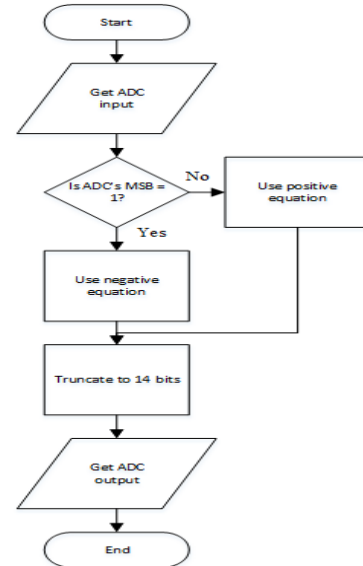 Start
Get ADC
input
Is ADC's MSB =
1?
No
Use positive
equation
Yes
Use negative
equation
Truncate to 14 bits
Get ADC
output
End